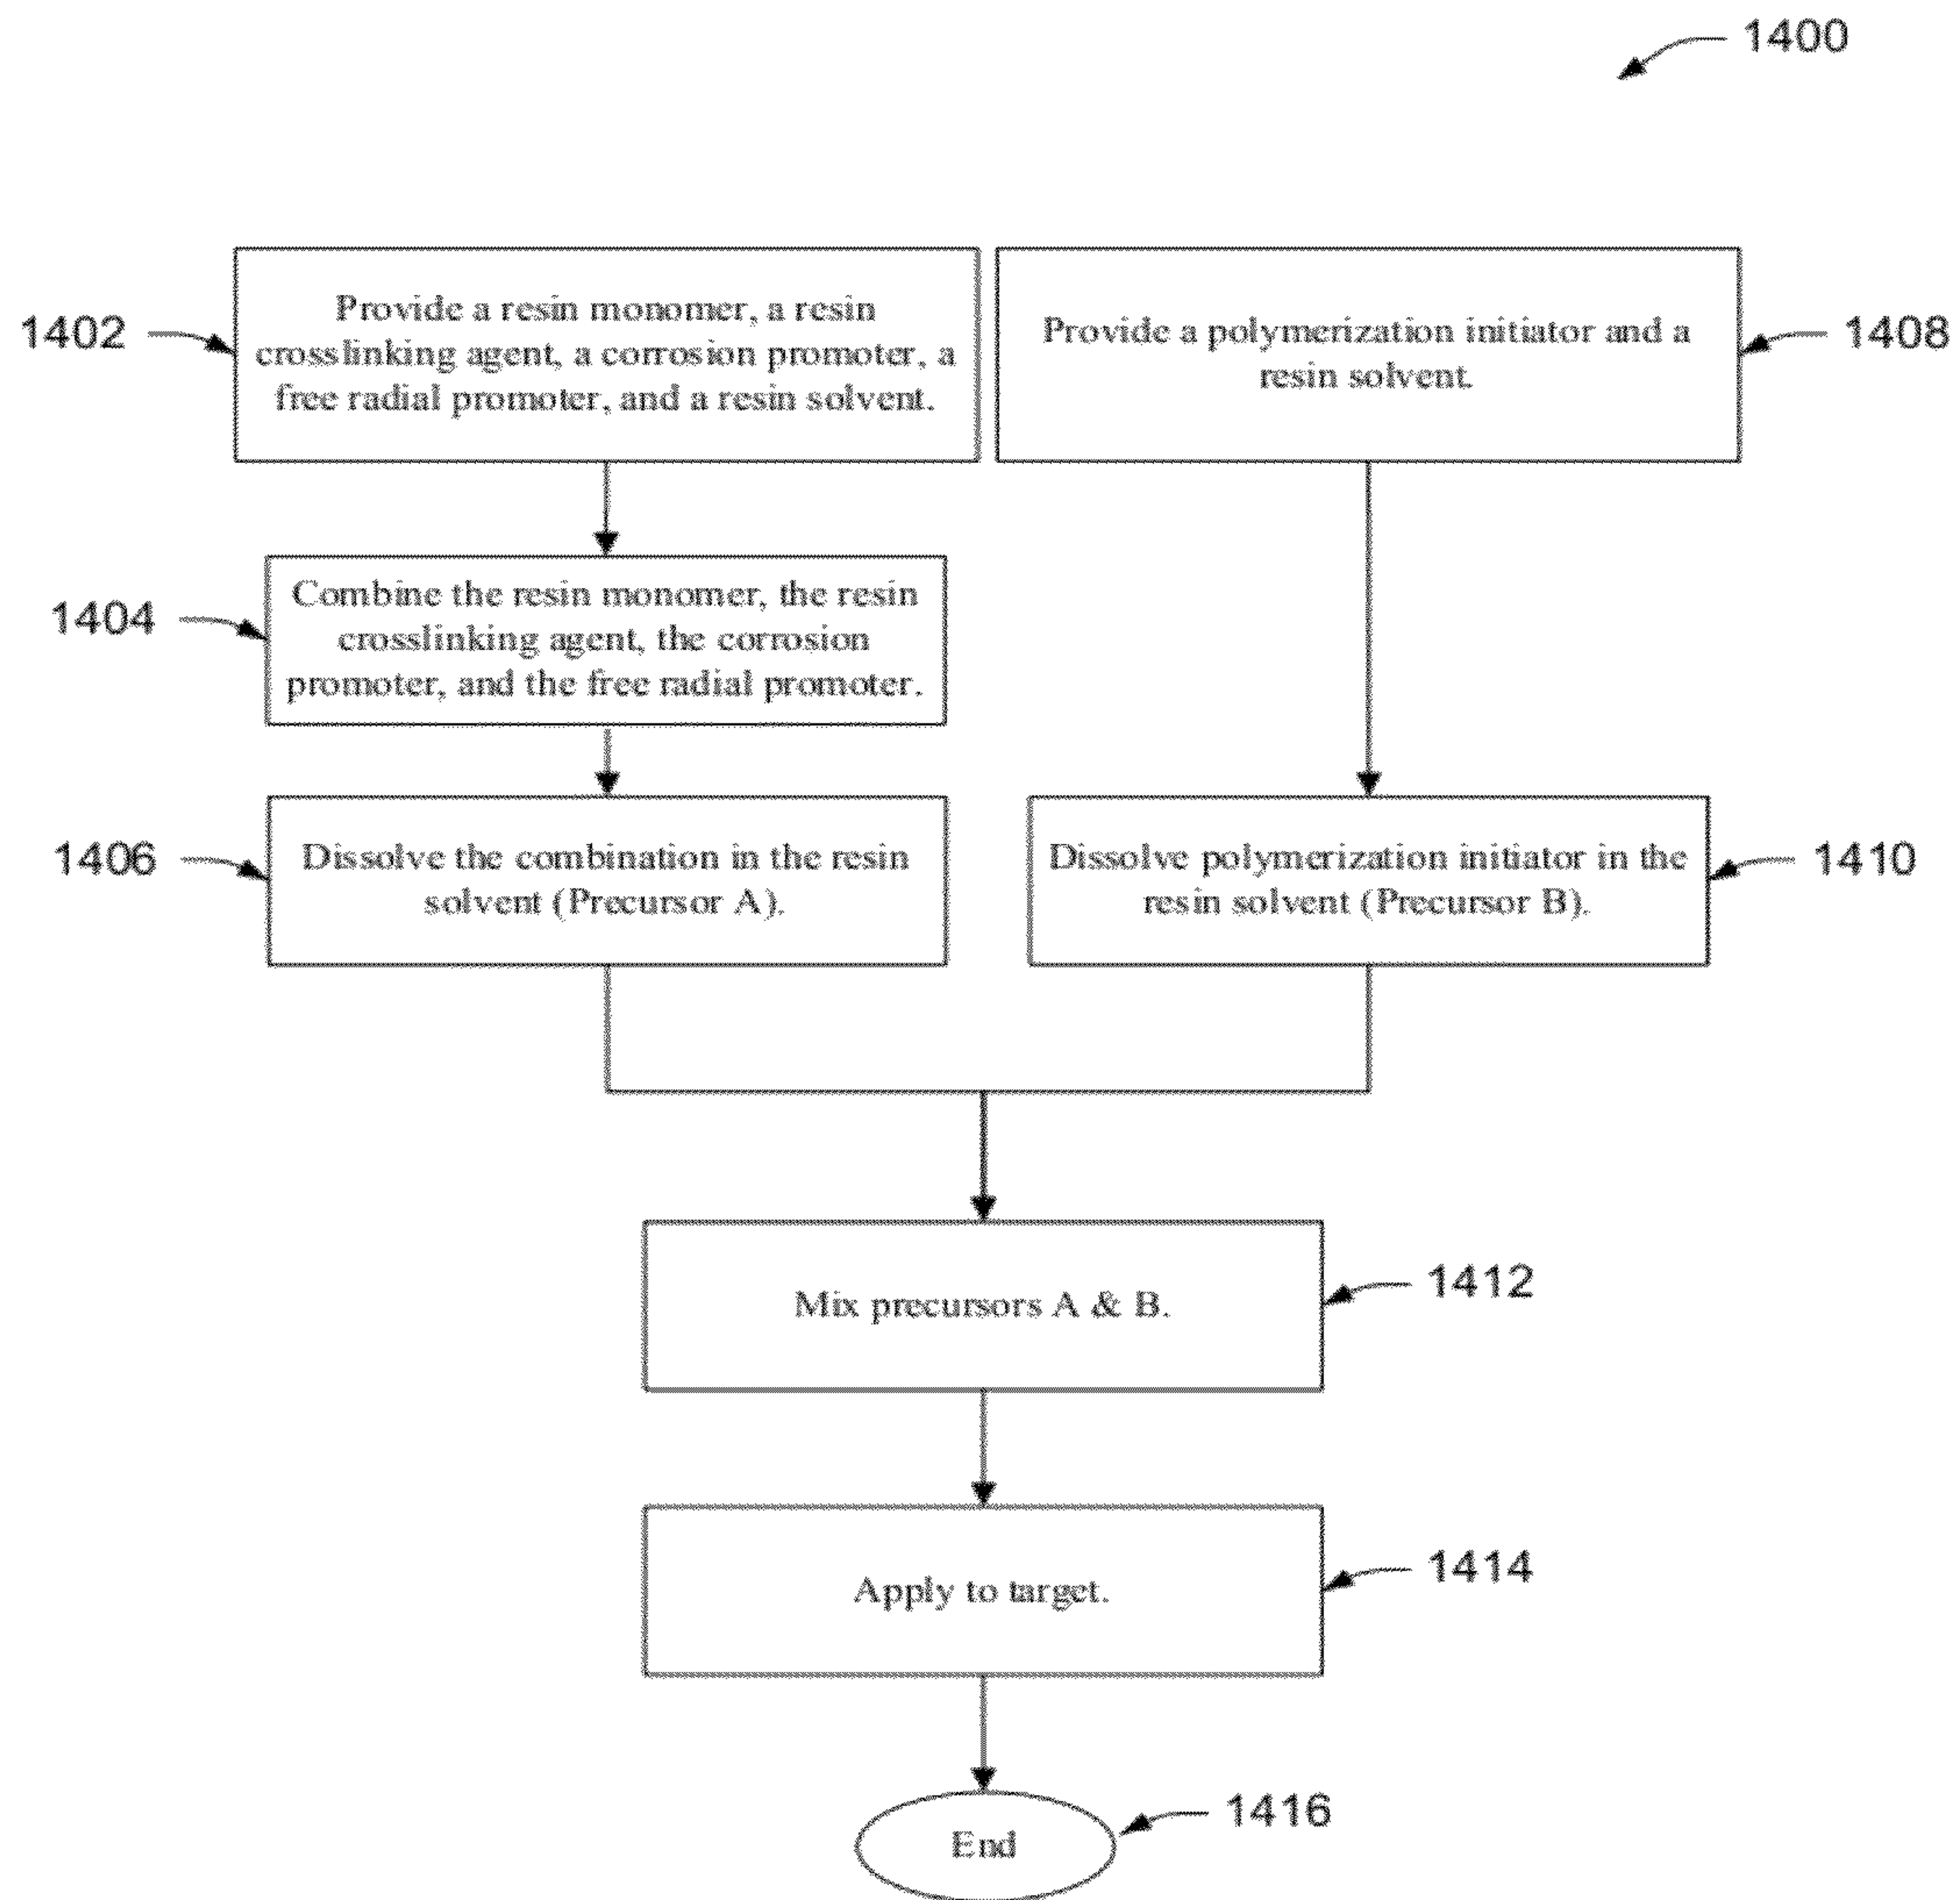 1400
1402
Provide a resin monomer, a resin
crosslinking agent, a corrosion promoter, a
free radial promoter, and a resin solvent.
Provide a polymerization initiator and a
resin solvent.
1408
1404
Combine the resin monomer, the resin
crosslinking agent, the corrosion
promoter, and the free radial promoter.
1406
Dissolve the combination in the resin
solvent (Precursor A).
Dissolve polymerization initiator in the
resin solvent (Precursor B).
1410
Mix precursors A & B.
1412
Apply to target.
1414
End
1416